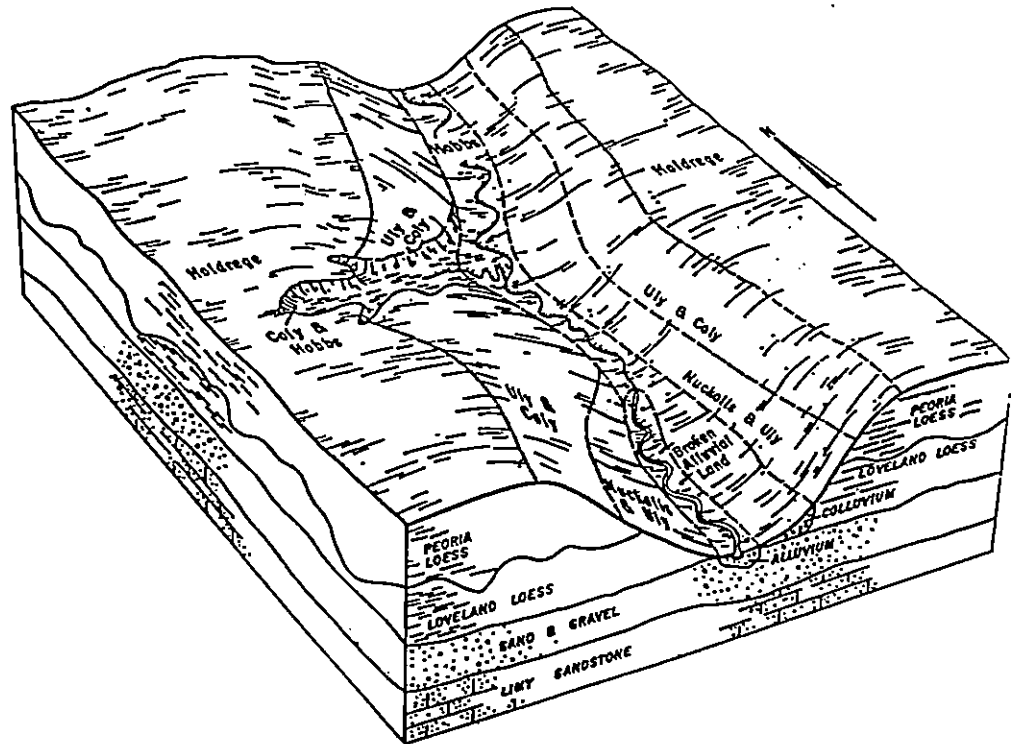 N
Hobbs
Holdrege
Uly &
Coly
Holdrege
Coly &
Hobbs
Uly & Coly
Uly &
Coly
Nuckolls & Uly
Broken
Alluvial
Land
Nuckolls
& Uly
PEORIA
LOESS
LOVELAND LOESS
COLLUVIUM
ALLUVIUM
PEORIA
LOESS
LOVELAND LOESS
SAND & GRAVEL
LIMY SANDSTONE